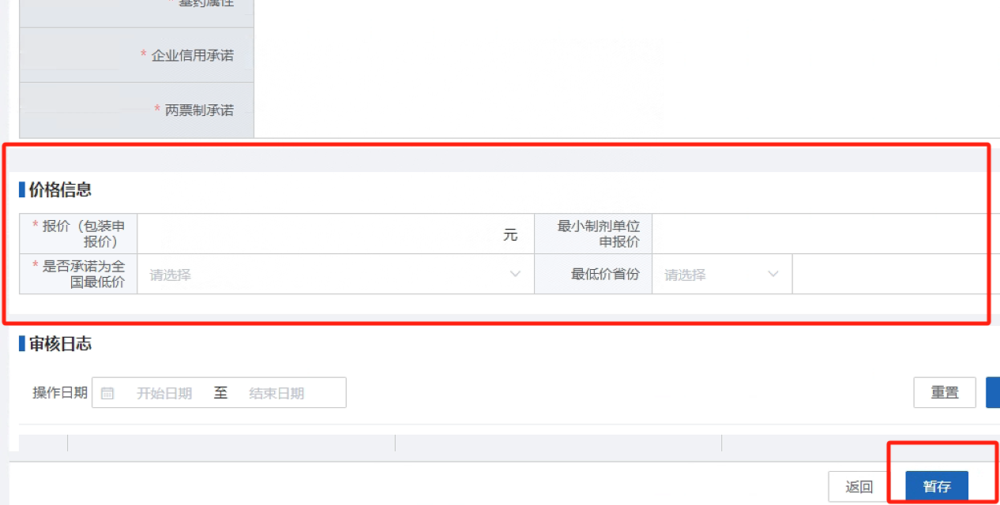 * 基药属性
* 企业信用承诺
* 两票制承诺
价格信息
* 报价（包装申
报价）
元
最小制剂单位
申报价
* 是否承诺为全
国最低价
请选择
最低价省份
请选择
审核日志
操作日期
开始日期
至
结束日期
重置
返回
暂存